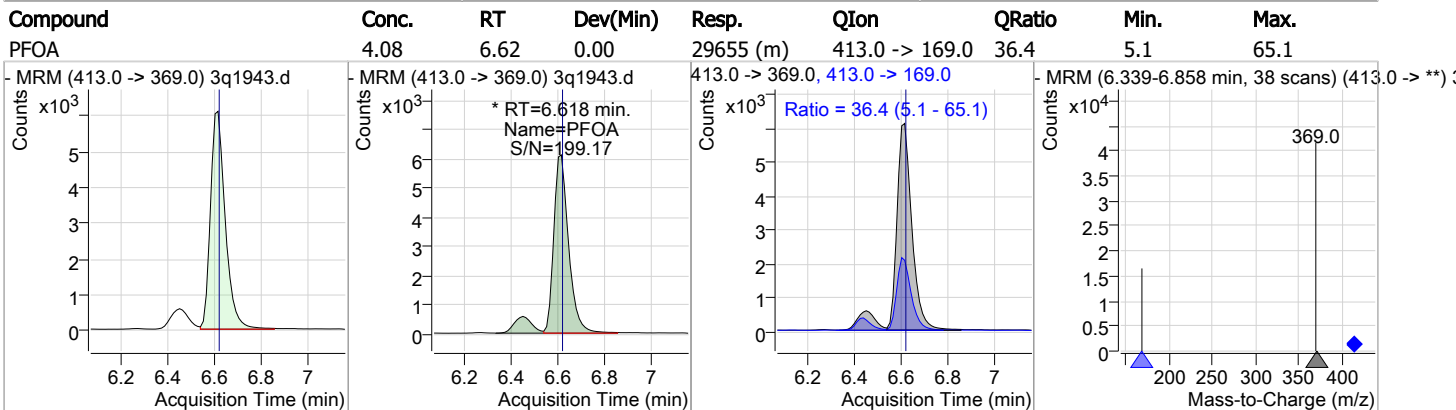 Compound Conc. RT Dev(Min) Resp. QIon QRatio Min. Max.
PFOA 4.08 6.62 0.00 29655 (m) 413.0 -> 169.0 36.4 5.1 65.1
- MRM (413.0 -> 369.0) 3q1943.d
Counts
x10³
5
4
3
2
1
0
6.2 6.4 6.6 6.8 7
Acquisition Time (min)
- MRM (413.0 -> 369.0) 3q1943.d
Counts
x10³
* RT=6.618 min.
Name=PFOA
S/N=199.17
6
5
4
3
2
1
0
6.2 6.4 6.6 6.8 7
Acquisition Time (min)
413.0 -> 369.0, 413.0 -> 169.0
Counts
x10³
Ratio = 36.4 (5.1 - 65.1)
5
4
3
2
1
0
6.2 6.4 6.6 6.8 7
Acquisition Time (min)
- MRM (6.339-6.858 min, 38 scans) (413.0 -> **) 3
Counts
x10⁴
369.0
4
3.5
3
2.5
2
1.5
1
0.5
0
200 250 300 350 400
Mass-to-Charge (m/z)